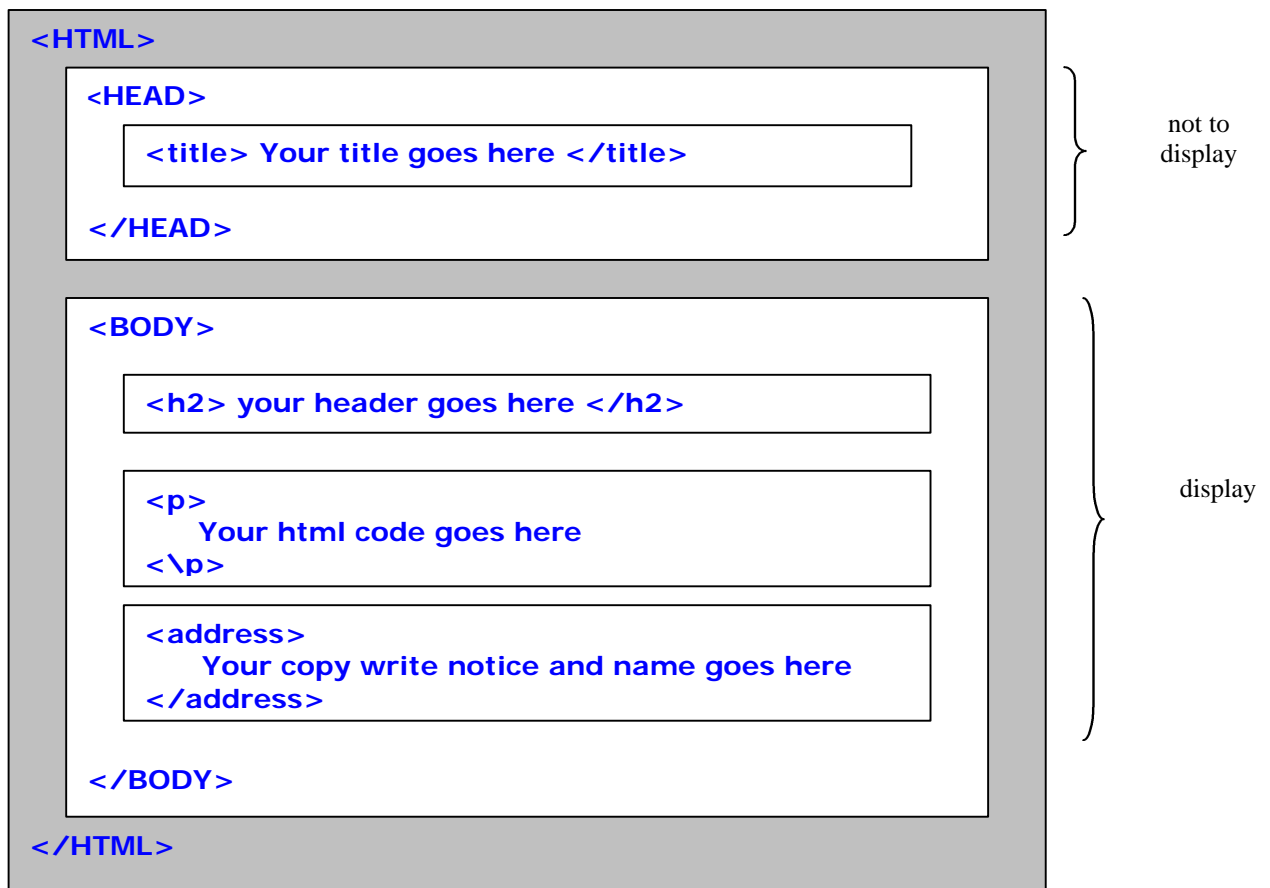 <HTML>
<HEAD>
<title> Your title goes here </title>
</HEAD>
not to
display
<BODY>
<h2> your header goes here </h2>
<p>
Your html code goes here
<\p>
<address>
Your copy write notice and name goes here
</address>
</BODY>
display
</HTML>